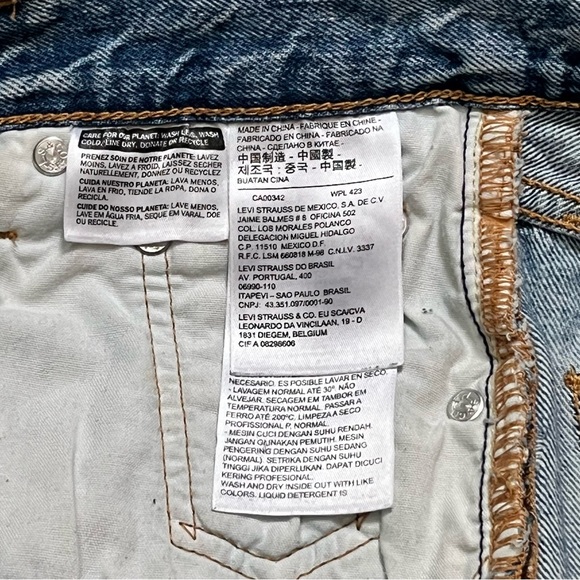 CARE FOR OUR PLANET: WASH LESS, WASH
COLD, LINE DRY, DONATE OR RECYCLE
PRENEZ SOIN DE NOTRE PLANETE: LAVEZ
MOINS, LAVEZ A FROID, LAISSEZ SECHER
NATURELLEMENT, DONNEZ OU RECYCLEZ
CUIDA NUESTRO PLANETA: LAVA MENOS,
LAVA EN FRIO, TIENDE LA ROPA, DONA O
RECICLA.
CUIDE DO NOSSO PLANETA: LAVE MENOS,
LAVE EM ÁGUA FRIA, SEQUE EM VARAL, DOE
OU RECICLE.
MADE IN CHINA - FABRIQUE EN CHINE -
FABRICADO EN CHINA - FABRICADO NA
CHINA - СДЕЛАНО В КИТАЕ -
中国制造 - 中國製 -
제조국 : 중국 -
BUATAN CINA
CA00342 WPL 423
LEVI STRAUSS DE MEXICO, S.A. DE C.V
JAIME BALMES # 8 OFICINA 502
COL. LOS MORALES POLANCO
DELEGACION MIGUEL HIDALGO
C.P. 11510 MEXICO D.F.
R.F.C. LSM 660818 M-98 C.N.I.V. 3337
LEVI STRAUSS DO BRASIL
AV. PORTUGAL, 400
06990-110
ITAPEVI - SAO PAULO BRASIL
CNPJ: 43.351.097/0001-90
LEVI STRAUSS & CO. EU SCA/CVA
LEONARDO DA VINCILAAN, 19 - D
1831 DIEGEM, BELGIUM
CIF A 08298606
NECESARIO. ES POSIBLE LAVAR EN SECO.
- LAVAGEM NORMAL ATÉ 30° NÃO
ALVEJAR. SECAGEM EM TAMBOR EM
TEMPERATURA NORMAL. PASSAR A
FERRO ATÉ 200°C. LIMPEZA A SECO
PROFISSIONAL P, NORMAL.
- MESIN CUCI DENGAN SUHU RENDAH.
JANGAN GUNAKAN PEMUTIH. MESIN
PENGERING DENGAN SUHU SEDANG
(NORMAL). SETRIKA DENGAN SUHU
TINGGI JIKA DIPERLUKAN. DAPAT DICUCI
KERING PROFESIONAL.
WASH AND DRY INSIDE OUT WITH LIKE
COLORS. LIQUID DETERGENT IS